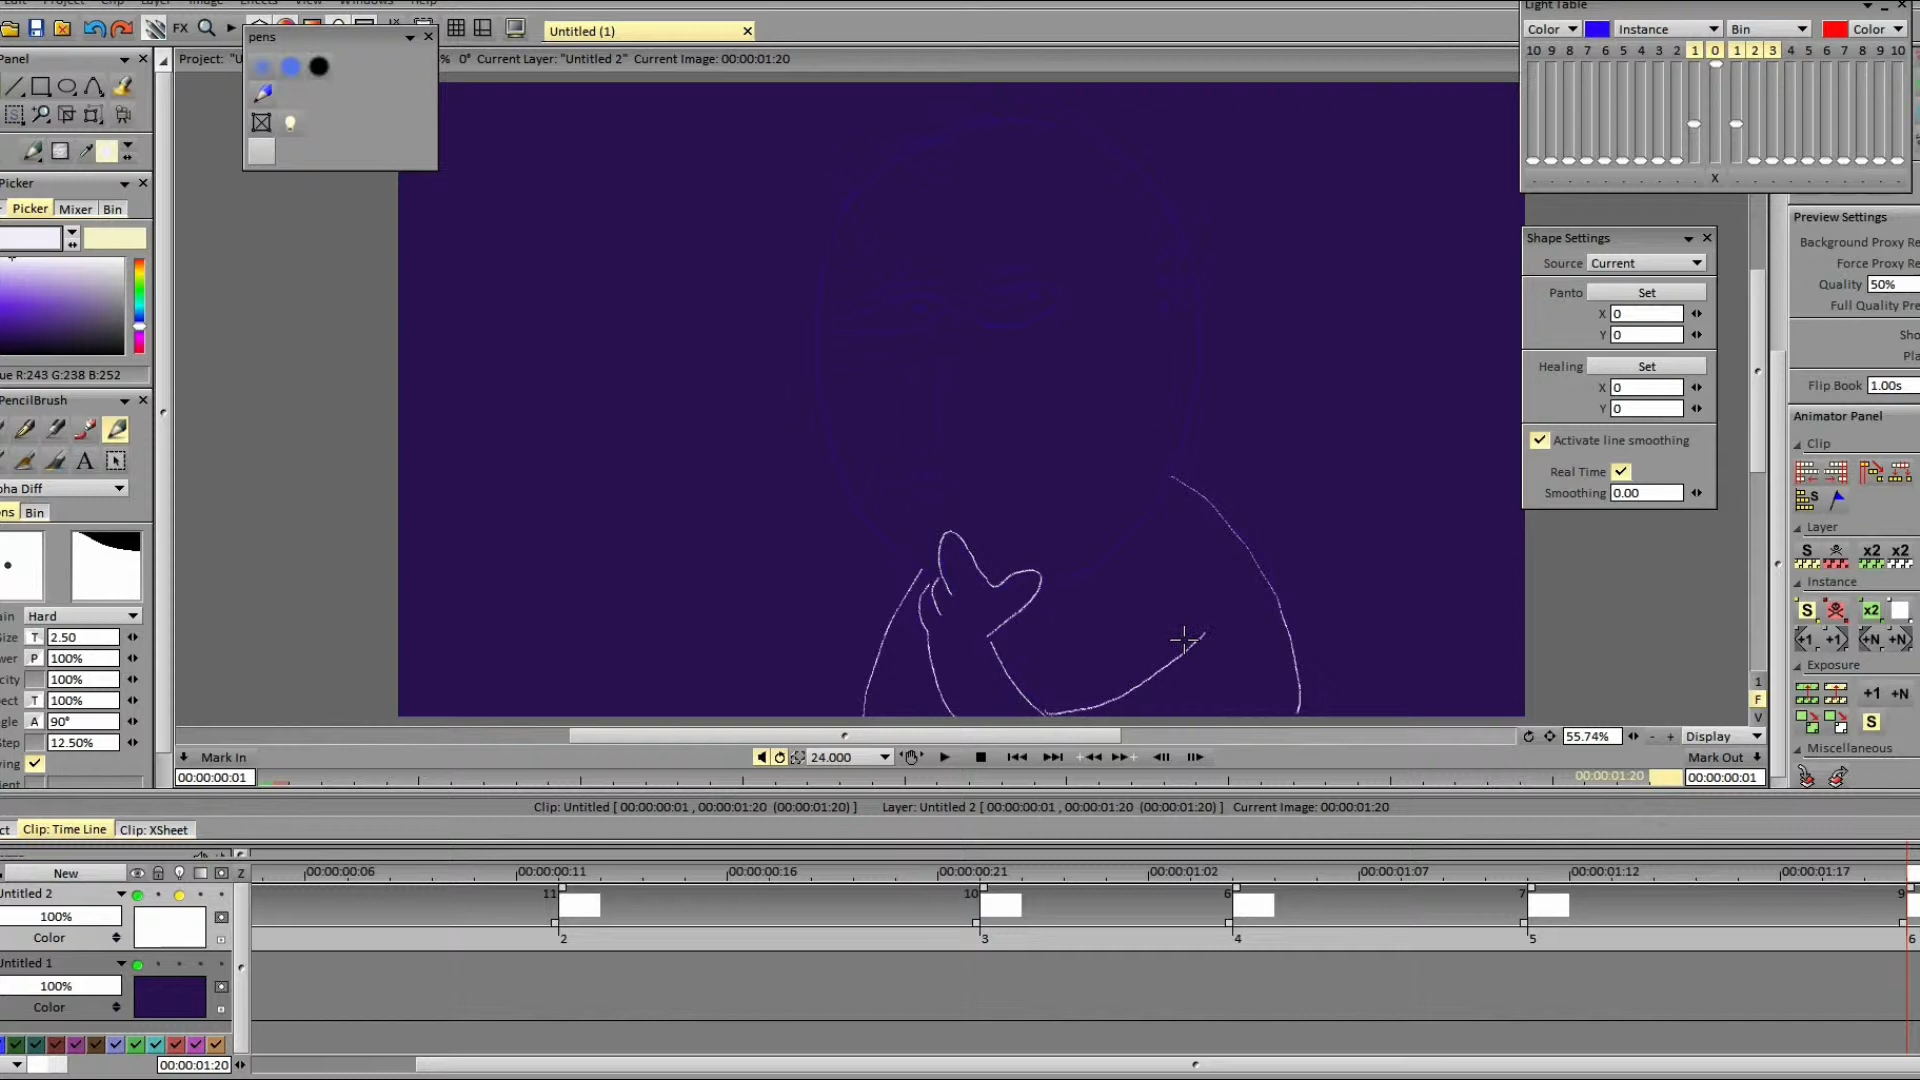 FX
Untitled (1)
Light Table
pens
Color Instance Bin Color
10 9 8 7 6 5 4 3 2 1 0 1 2 3 4 5 6 7 8 9 10
X
Panel
Project: "U
% 0° Current Layer: "Untitled 2" Current Image: 00:00:01:20
Picker
Picker Mixer Bin
ue R:243 G:238 B:252
PencilBrush
A
pha Diff
ens Bin
ain Hard
Size T 2.50
wer P 100%
city 100%
pect T 100%
gle A 90°
Step 12.50%
ying
ient
Shape Settings
Source Current
Panto Set
X 0
Y 0
Healing Set
X 0
Y 0
Activate line smoothing
Real Time
Smoothing 0.00
Preview Settings
Background Proxy Re
Force Proxy Re
Quality 50%
Full Quality Pre
Sho
Pla
Flip Book 1.00s
Animator Panel
Clip
S
Layer
S x2 x2
Instance
S x2
+1 +1 +N +N
Exposure
+1 +N
S
Miscellaneous
1
F
V
55.74% - + Display
Mark In 24.000 Mark Out
00:00:00:01 00:00:01:20 00:00:00:01
Clip: Untitled [ 00:00:00:01 , 00:00:01:20 (00:00:01:20) ] Layer: Untitled 2 [ 00:00:00:01 , 00:00:01:20 (00:00:01:20) ] Current Image: 00:00:01:20
ct Clip: Time Line Clip: XSheet
New Z 00:00:00:06 00:00:00:11 00:00:00:16 00:00:00:21 00:00:01:02 00:00:01:07 00:00:01:12 00:00:01:17
Untitled 2 11 10 6 7 9
100%
Color 2 3 4 5 6
Untitled 1
100%
Color
00:00:01:20